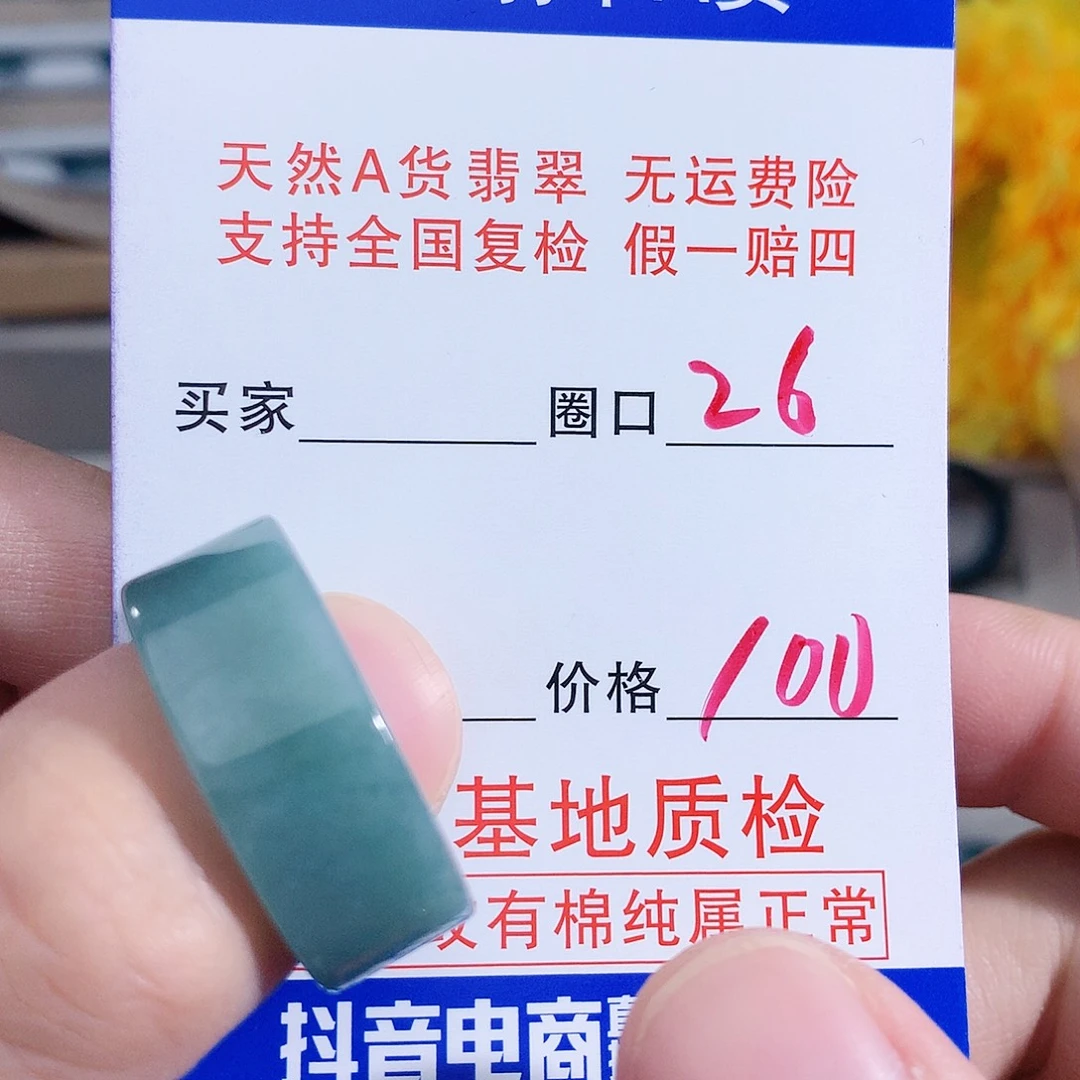 天然A货翡翠 无运费险
支持全国复检 假一赔四
买家 圈口 26
价格 100
基地质检
有棉纯属正常
抖音电商